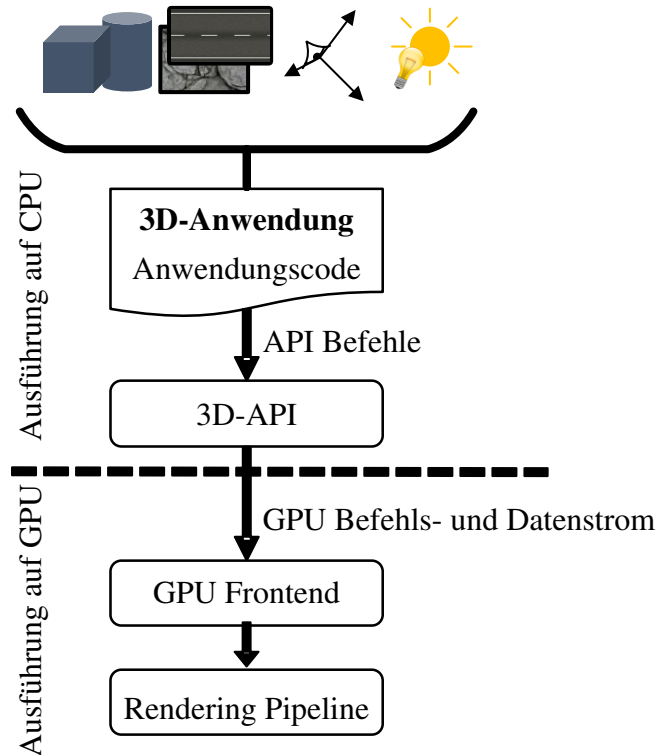 Ausführung auf CPU
3D-Anwendung
Anwendungscode
API Befehle
3D-API
Ausführung auf GPU
GPU Befehls- und Datenstrom
GPU Frontend
Rendering Pipeline